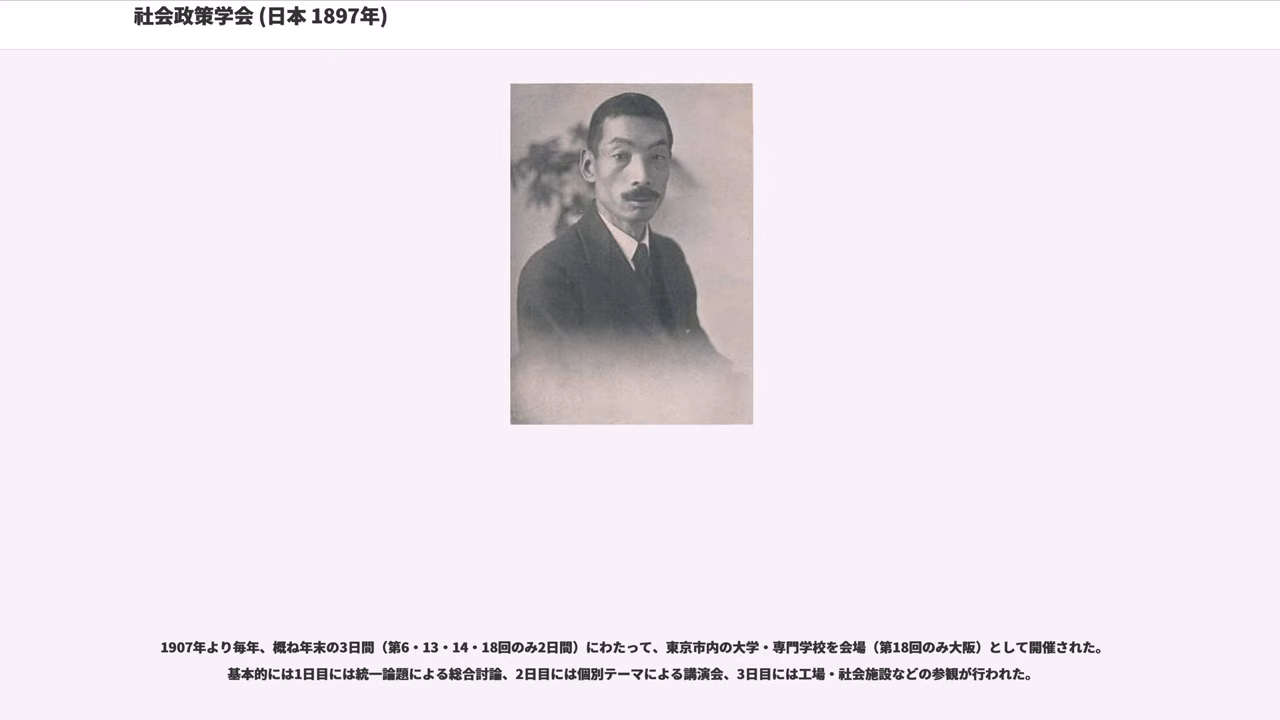 社会政策学会 (日本 1897年)
1907年より毎年、概ね年末の3日間（第6・13・14・18回のみ2日間）にわたって、東京市内の大学・専門学校を会場（第18回のみ大阪）として開催された。
基本的には1日目には統一論題による総合討論、2日目には個別テーマによる講演会、3日目には工場・社会施設などの参観が行われた。